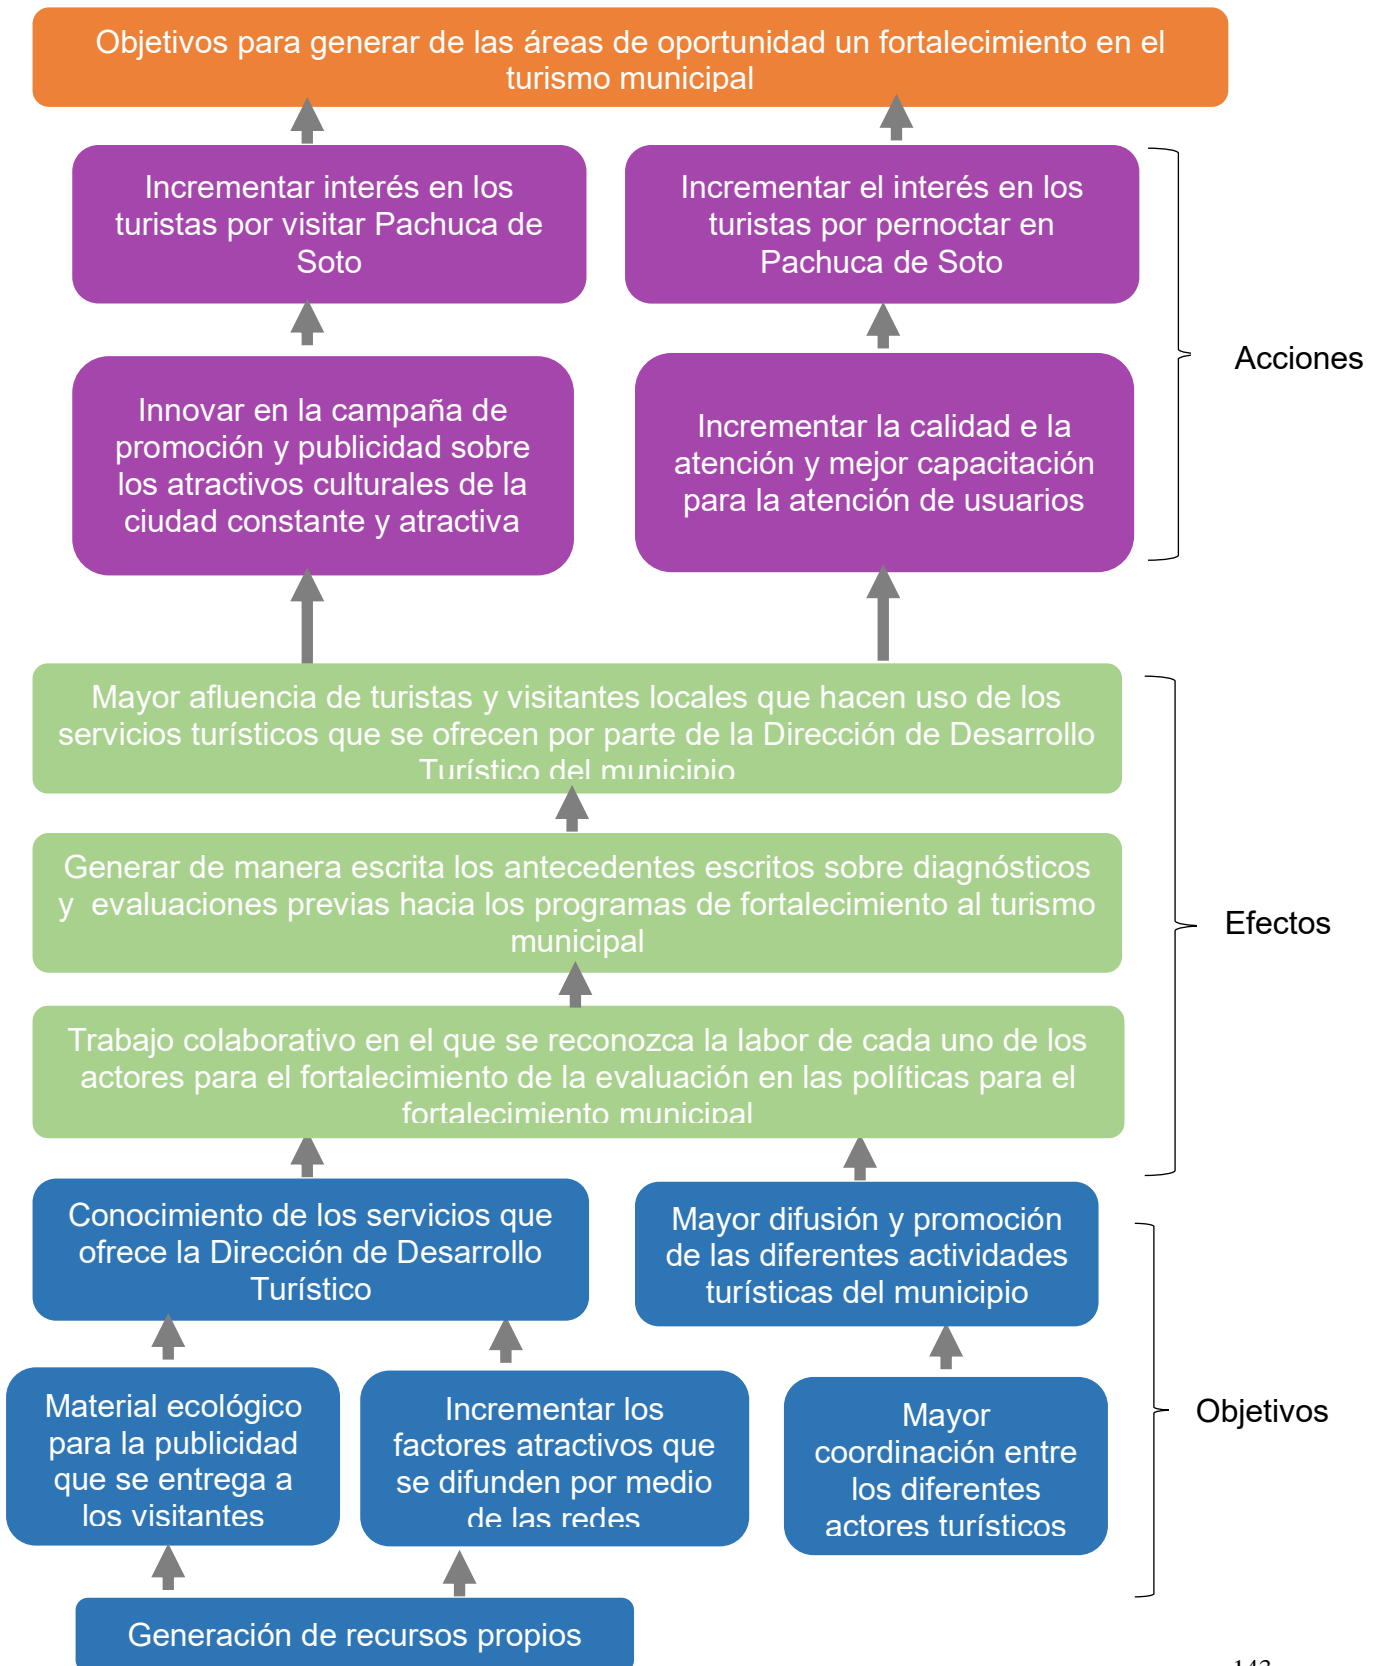 Objetivos para generar de las áreas de oportunidad un fortalecimiento en el
turismo municipal
Incrementar interés en los
turistas por visitar Pachuca de
Soto
Incrementar el interés en los
turistas por pernoctar en
Pachuca de Soto
Acciones
Innovar en la campaña de
promoción y publicidad sobre
los atractivos culturales de la
ciudad constante y atractiva
Incrementar la calidad e la
atención y mejor capacitación
para la atención de usuarios
Mayor afluencia de turistas y visitantes locales que hacen uso de los
servicios turísticos que se ofrecen por parte de la Dirección de Desarrollo
Turístico del municipio
Generar de manera escrita los antecedentes escritos sobre diagnósticos
y evaluaciones previas hacia los programas de fortalecimiento al turismo
municipal
Efectos
Trabajo colaborativo en el que se reconozca la labor de cada uno de los
actores para el fortalecimiento de la evaluación en las políticas para el
fortalecimiento municipal
Conocimiento de los servicios que
ofrece la Dirección de Desarrollo
Turístico
Mayor difusión y promoción
de las diferentes actividades
turísticas del municipio
Objetivos
Material ecológico
para la publicidad
que se entrega a
los visitantes
Incrementar los
factores atractivos que
se difunden por medio
de las redes
Mayor
coordinación entre
los diferentes
actores turísticos
Generación de recursos propios